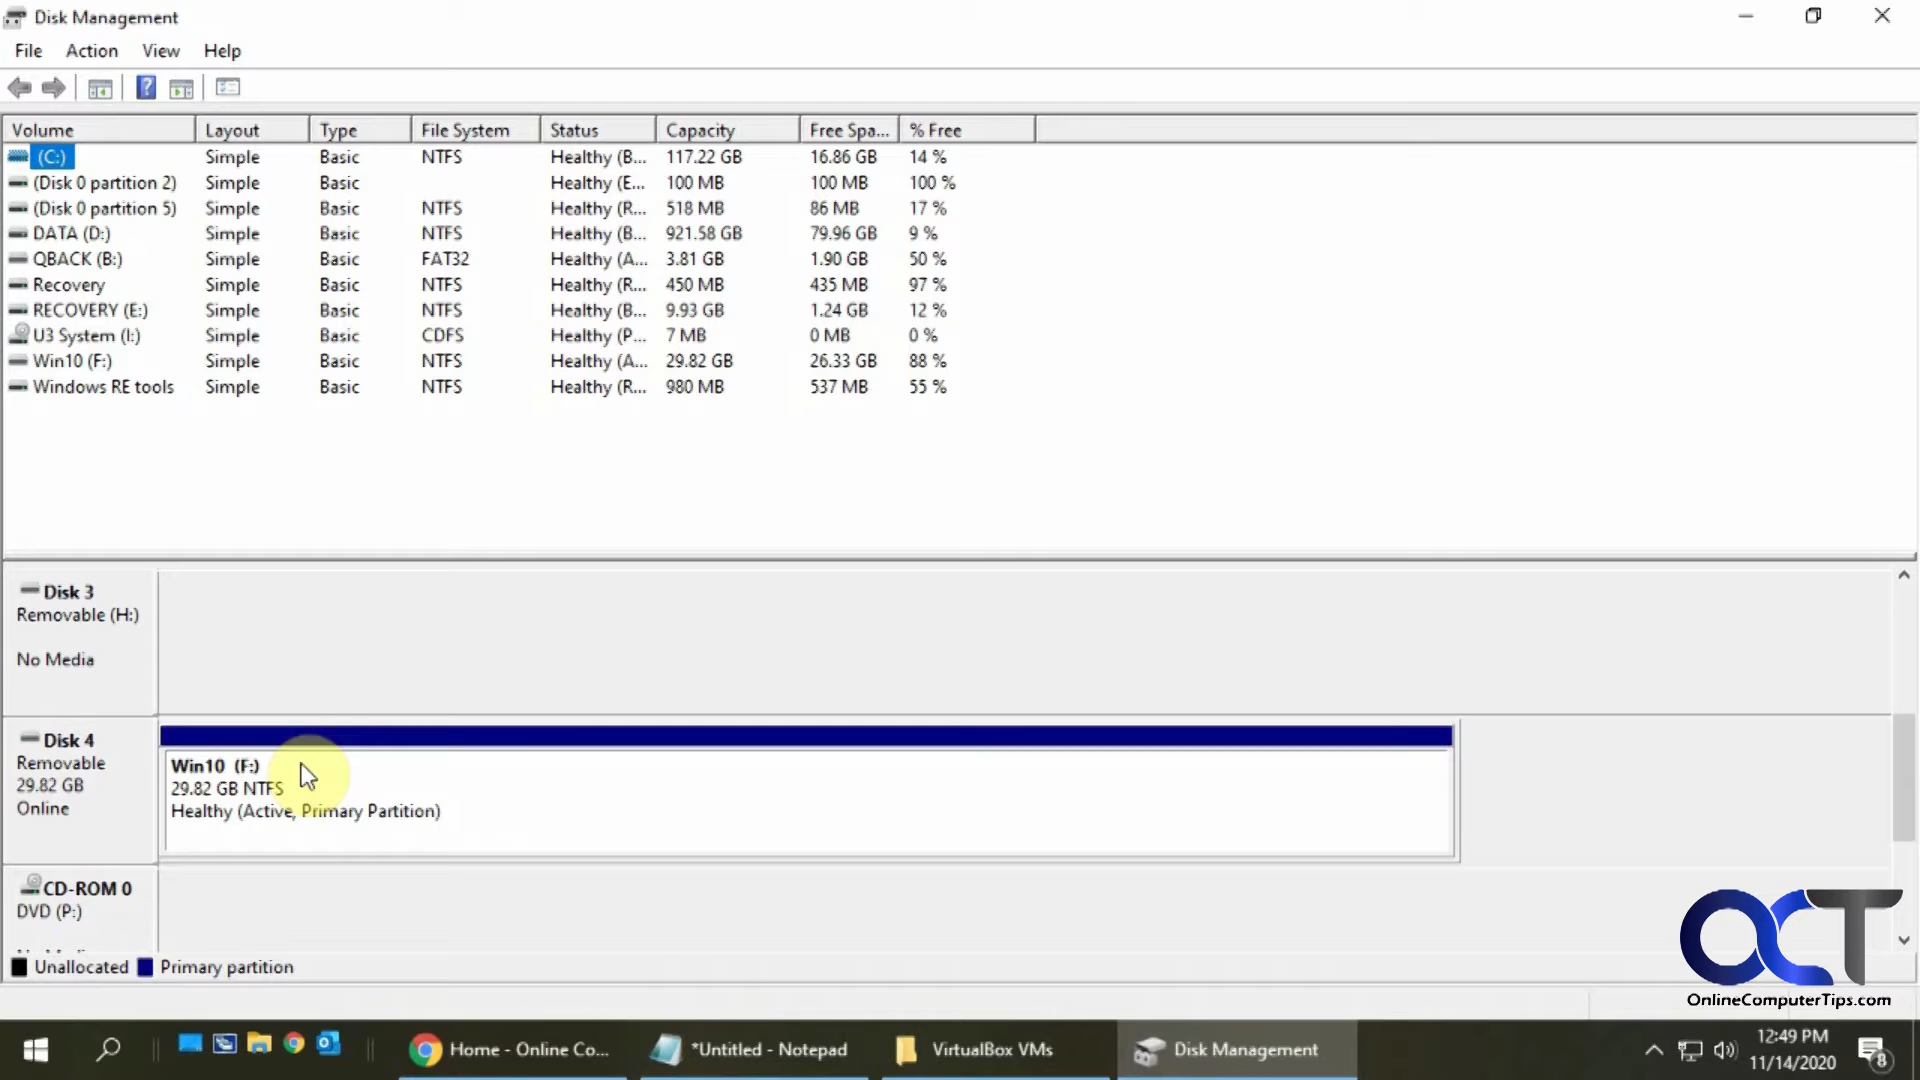 Disk Management
File Action View Help
Volume Layout Type File System Status Capacity Free Spa... % Free
(C:) Simple Basic NTFS Healthy (B... 117.22 GB 16.86 GB 14 %
(Disk 0 partition 2) Simple Basic Healthy (E... 100 MB 100 MB 100 %
(Disk 0 partition 5) Simple Basic NTFS Healthy (R... 518 MB 86 MB 17 %
DATA (D:) Simple Basic NTFS Healthy (B... 921.58 GB 79.96 GB 9 %
QBACK (B:) Simple Basic FAT32 Healthy (A... 3.81 GB 1.90 GB 50 %
Recovery Simple Basic NTFS Healthy (R... 450 MB 435 MB 97 %
RECOVERY (E:) Simple Basic NTFS Healthy (B... 9.93 GB 1.24 GB 12 %
U3 System (I:) Simple Basic CDFS Healthy (P... 7 MB 0 MB 0 %
Win10 (F:) Simple Basic NTFS Healthy (A... 29.82 GB 26.33 GB 88 %
Windows RE tools Simple Basic NTFS Healthy (R... 980 MB 537 MB 55 %
Disk 3
Removable (H:)
No Media
Disk 4
Removable
29.82 GB
Online
Win10 (F:)
29.82 GB NTFS
Healthy (Active, Primary Partition)
CD-ROM 0
DVD (P:)
Unallocated Primary partition
OCT
OnlineComputerTips.com
Home - Online Co... *Untitled - Notepad VirtualBox VMs Disk Management
12:49 PM
11/14/2020
8